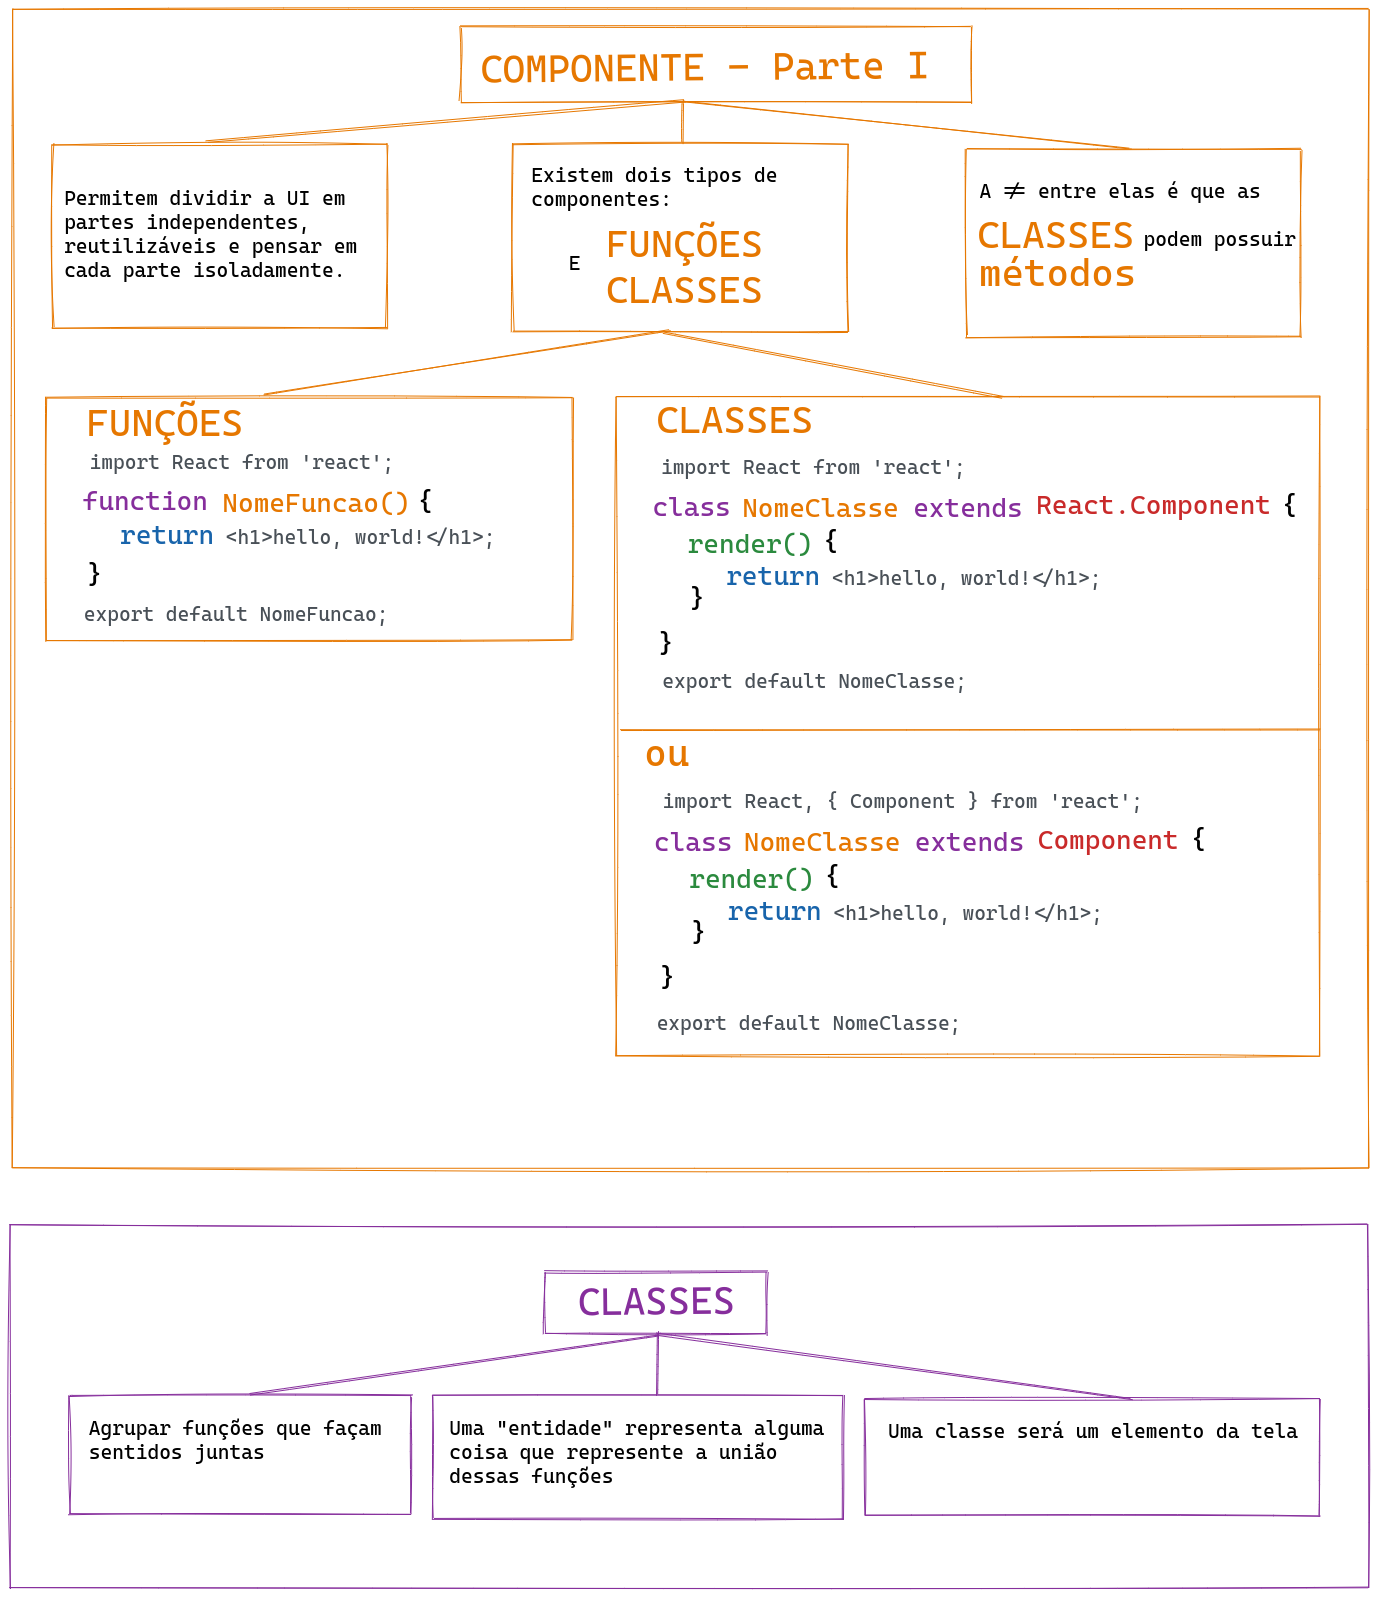 COMPONENTE - Parte I
Permitem dividir a UI em
partes independentes,
reutilizáveis e pensar em
cada parte isoladamente.
Existem dois tipos de
componentes:
FUNÇÕES
E
CLASSES
A ≠ entre elas é que as
CLASSES podem possuir
métodos
FUNÇÕES
import React from 'react';
function NomeFuncao() {
return <h1>hello, world!</h1>;
}
export default NomeFuncao;
CLASSES
import React from 'react';
class NomeClasse extends React.Component {
render() {
return <h1>hello, world!</h1>;
}
}
export default NomeClasse;
ou
import React, { Component } from 'react';
class NomeClasse extends Component {
render() {
return <h1>hello, world!</h1>;
}
}
export default NomeClasse;
CLASSES
Agrupar funções que façam
sentidos juntas
Uma "entidade" representa alguma
coisa que represente a união
dessas funções
Uma classe será um elemento da tela